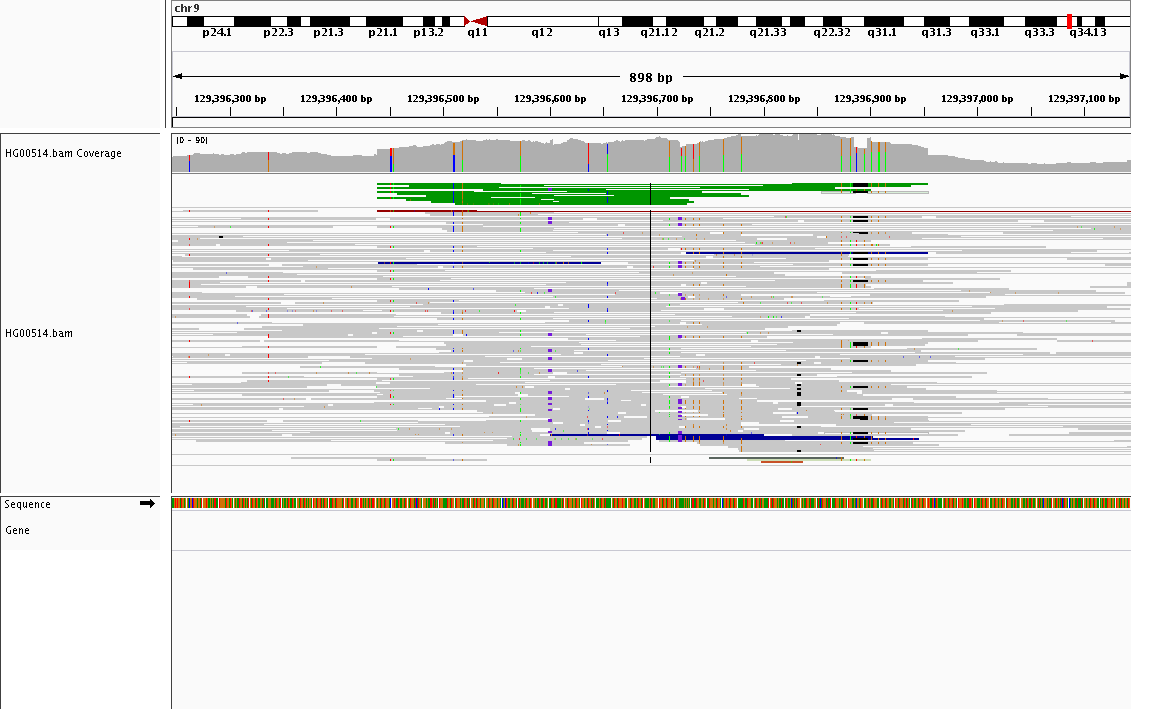 chr9
p24.1 p22.3 p21.3 p21.1 p13.2 q11 q12 q13 q21.12 q21.2 q21.33 q22.32 q31.1 q31.3 q33.1 q33.3 q34.13
898 bp
129,396,300 bp 129,396,400 bp 129,396,500 bp 129,396,600 bp 129,396,700 bp 129,396,800 bp 129,396,900 bp 129,397,000 bp 129,397,100 bp
[0 - 90]
HG00514.bam Coverage
HG00514.bam
Sequence
Gene